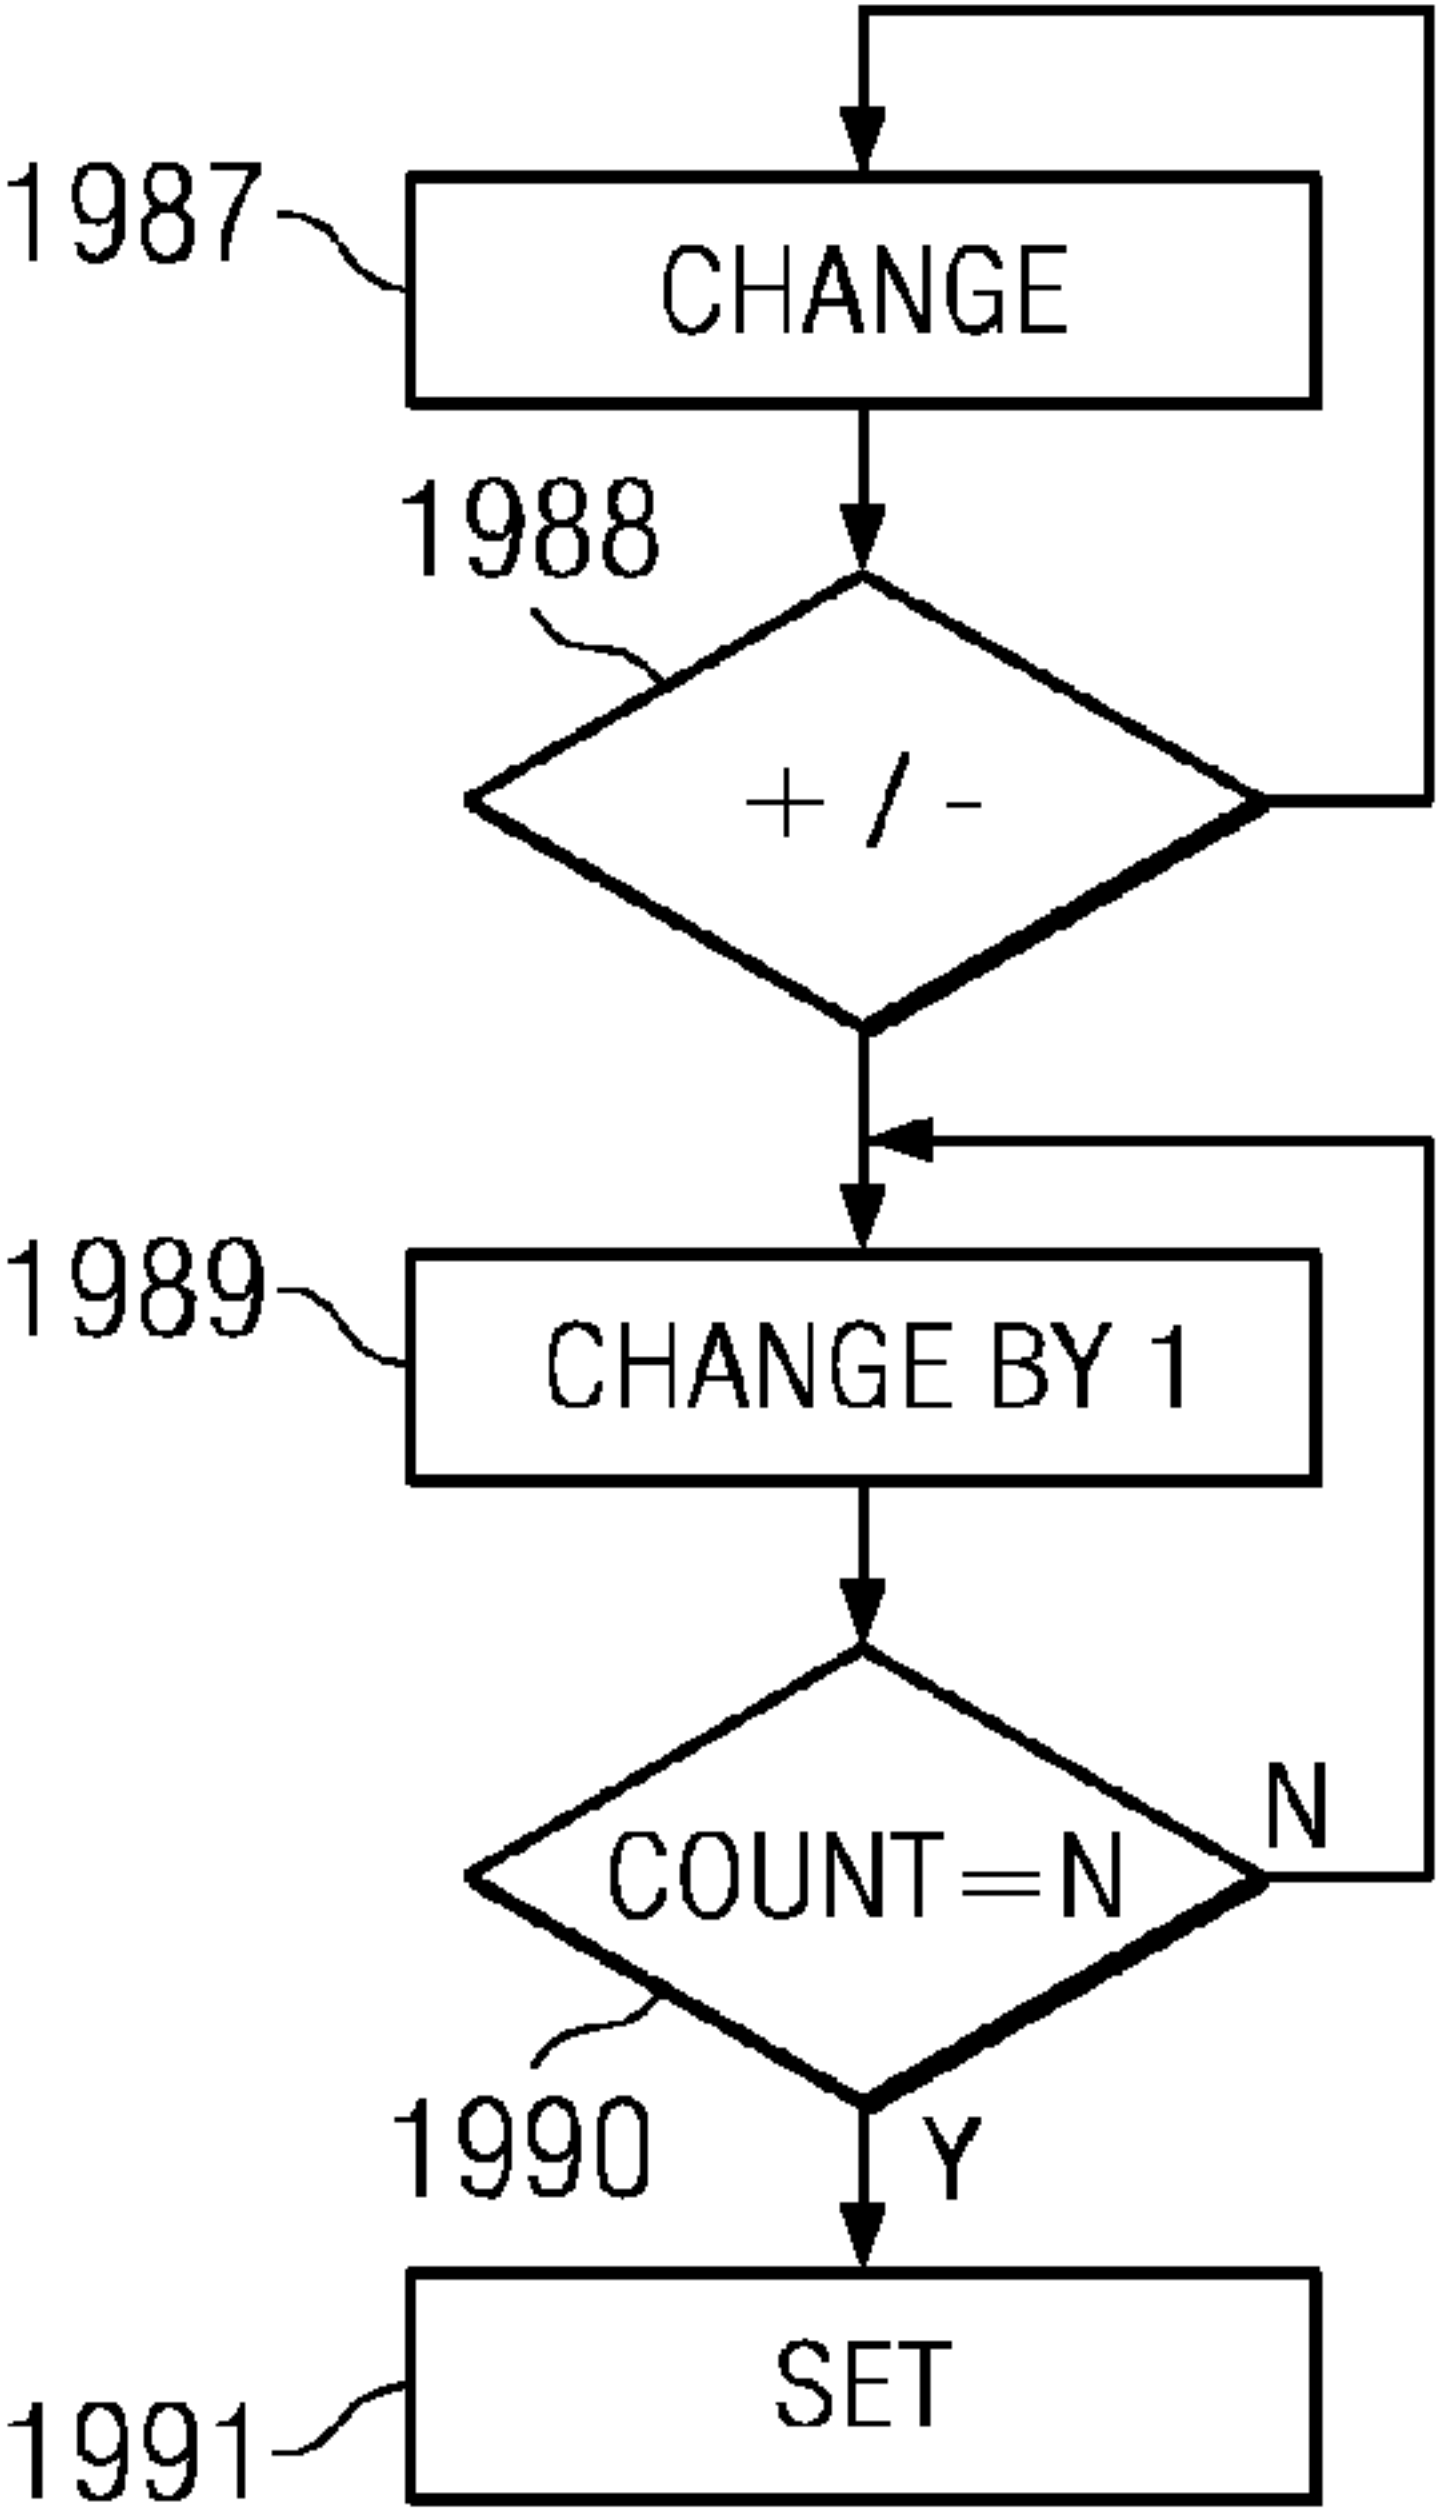 1987
CHANGE
1988
+ / -
1989
CHANGE BY 1
N
COUNT=N
1990
Y
SET
1991